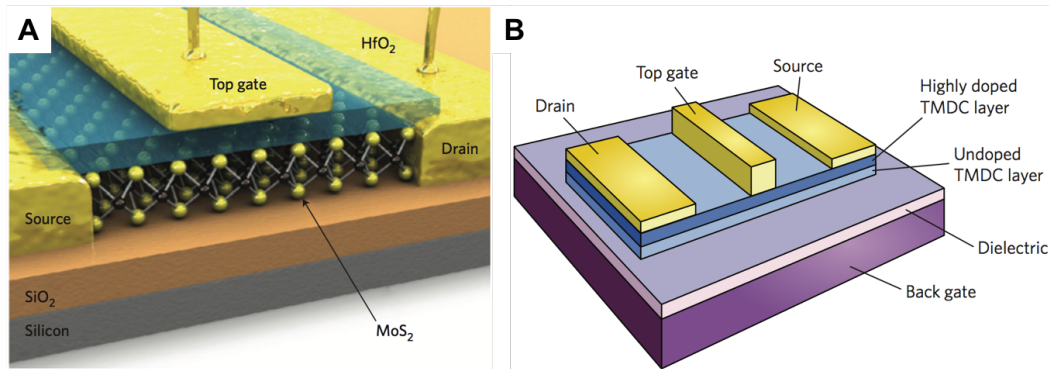 A
HfO2
Top gate
Drain
Source
SiO2
Silicon
MoS2
B
Source
Top gate
Drain
Highly doped
TMDC layer
Undoped
TMDC layer
Dielectric
Back gate